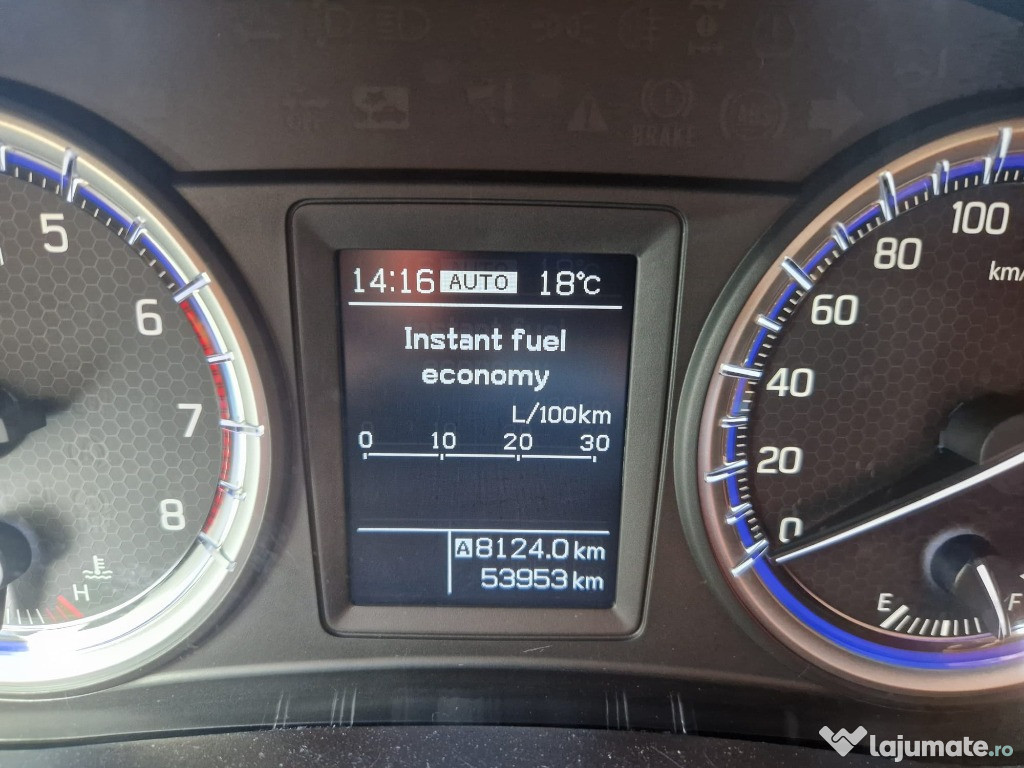 BRAKE
5
6
7
8
H
14:16 AUTO 18°C
Instant fuel
economy
L/100km
0 10 20 30
A 8124.0 km
53953 km
100
80
60
40
20
0
km/
E F
lajumate.ro